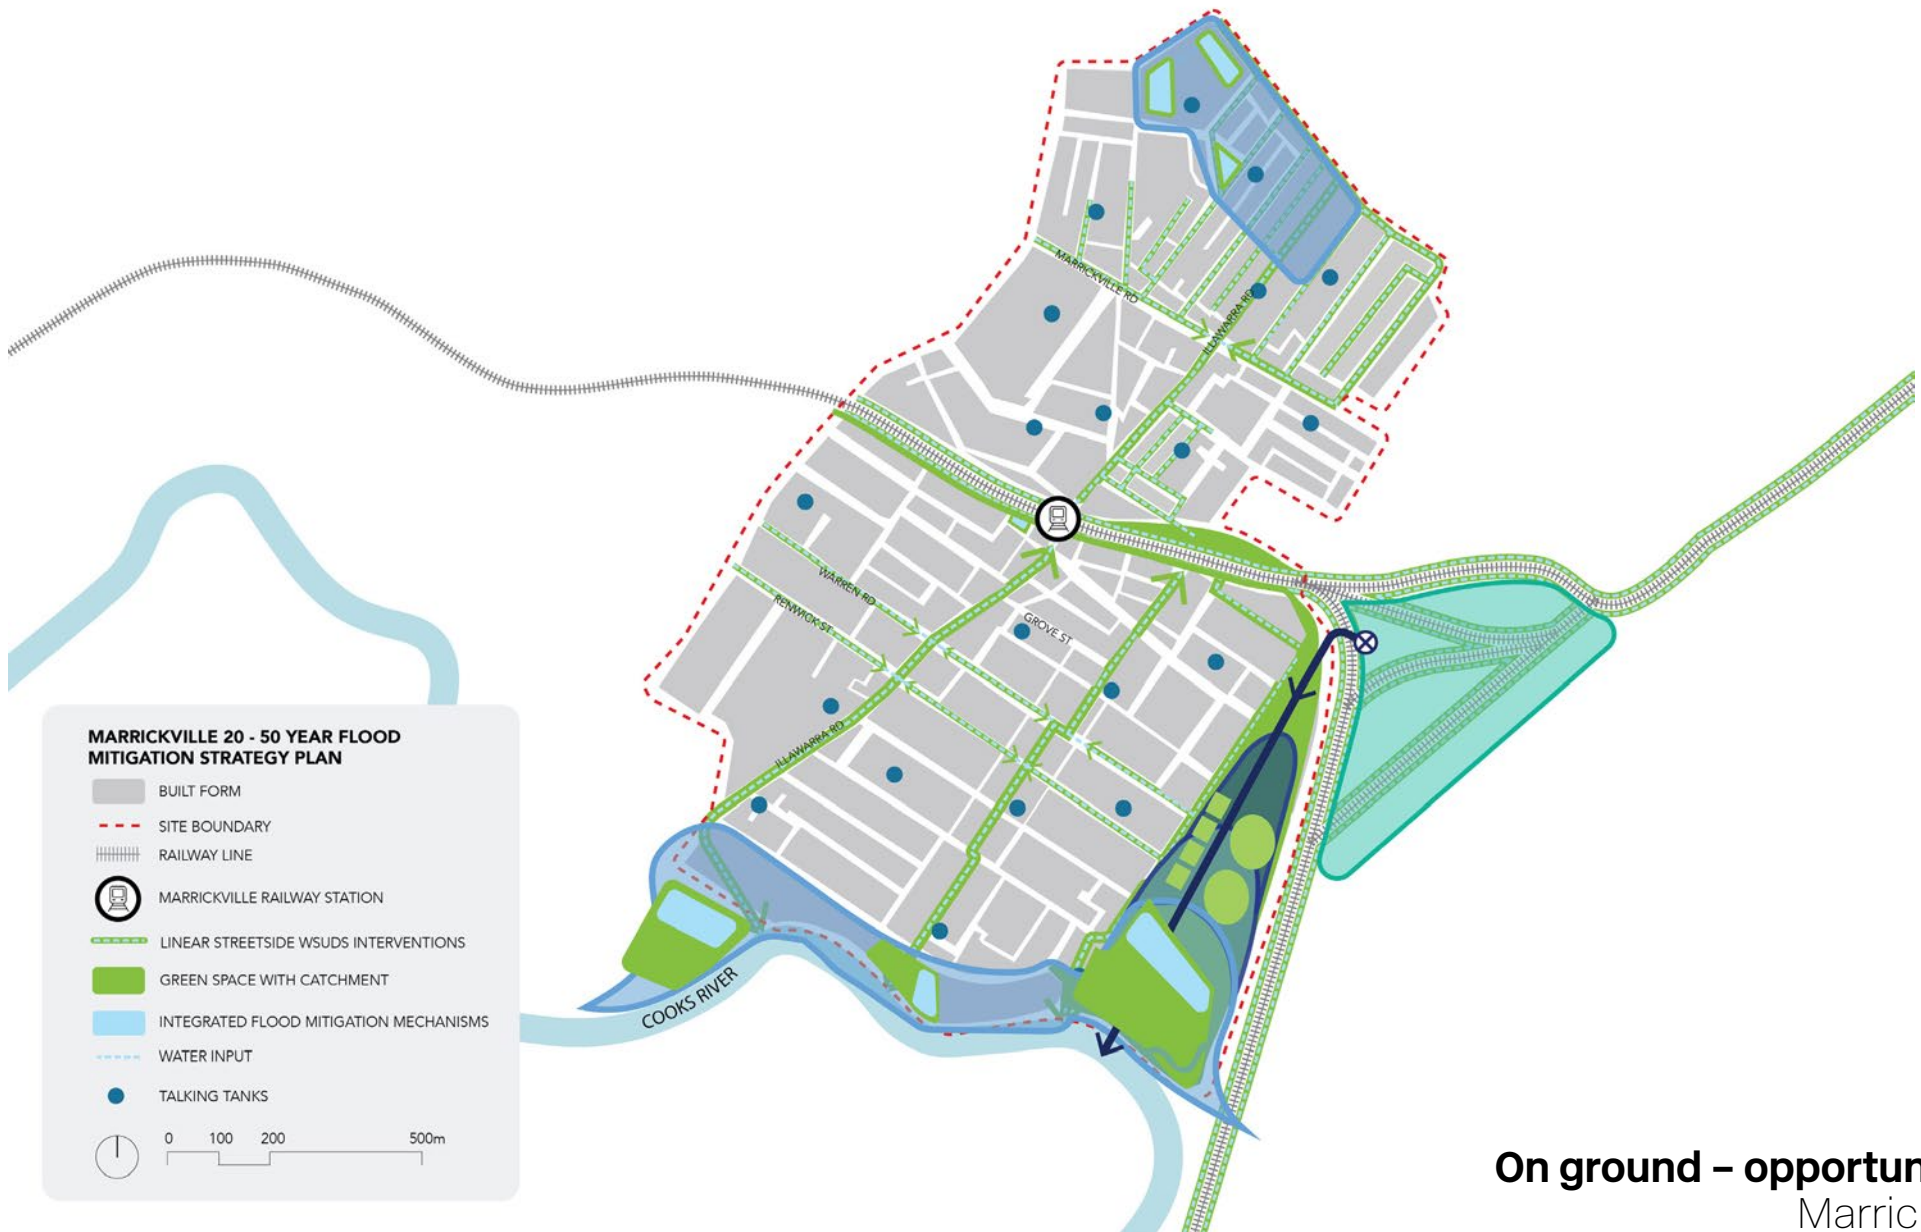 MARRICKVILLE RD
ILLAWARRA RD
WARREN RD
RENWICK ST
GROVE ST
ILLAWARRA RD
COOKS RIVER
MARRICKVILLE 20 - 50 YEAR FLOOD
MITIGATION STRATEGY PLAN
BUILT FORM
SITE BOUNDARY
RAILWAY LINE
MARRICKVILLE RAILWAY STATION
LINEAR STREETSIDE WSUDS INTERVENTIONS
GREEN SPACE WITH CATCHMENT
INTEGRATED FLOOD MITIGATION MECHANISMS
WATER INPUT
TALKING TANKS
0 100 200 500m
On ground – opportun
Marric